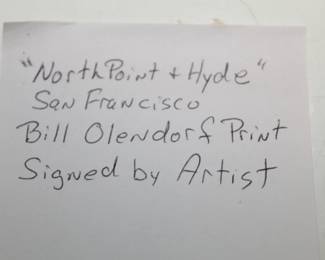 "North Point + Hyde"
San Francisco
Bill Olendorf Print
Signed by Artist